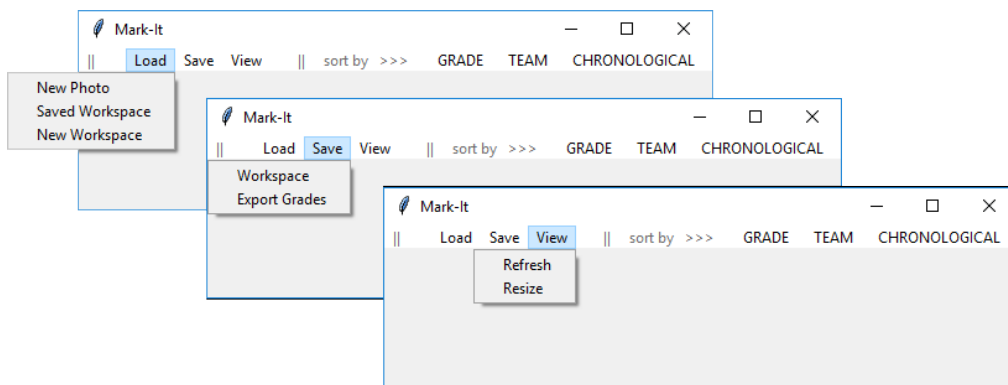 Mark-It
|| Load Save View || sort by >>> GRADE TEAM CHRONOLOGICAL
New Photo
Saved Workspace
New Workspace
Mark-It
|| Load Save View || sort by >>> GRADE TEAM CHRONOLOGICAL
Workspace
Export Grades
Mark-It
|| Load Save View || sort by >>> GRADE TEAM CHRONOLOGICAL
Refresh
Resize